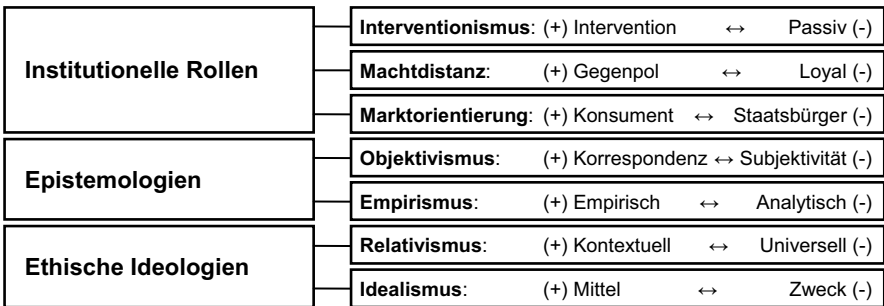 Institutionelle Rollen
Interventionismus: (+) Intervention ↔ Passiv (-)
Machtdistanz: (+) Gegenpol ↔ Loyal (-)
Marktorientierung: (+) Konsument ↔ Staatsbürger (-)
Epistemologien
Objektivismus: (+) Korrespondenz ↔ Subjektivität (-)
Empirismus: (+) Empirisch ↔ Analytisch (-)
Ethische Ideologien
Relativismus: (+) Kontextuell ↔ Universell (-)
Idealismus: (+) Mittel ↔ Zweck (-)